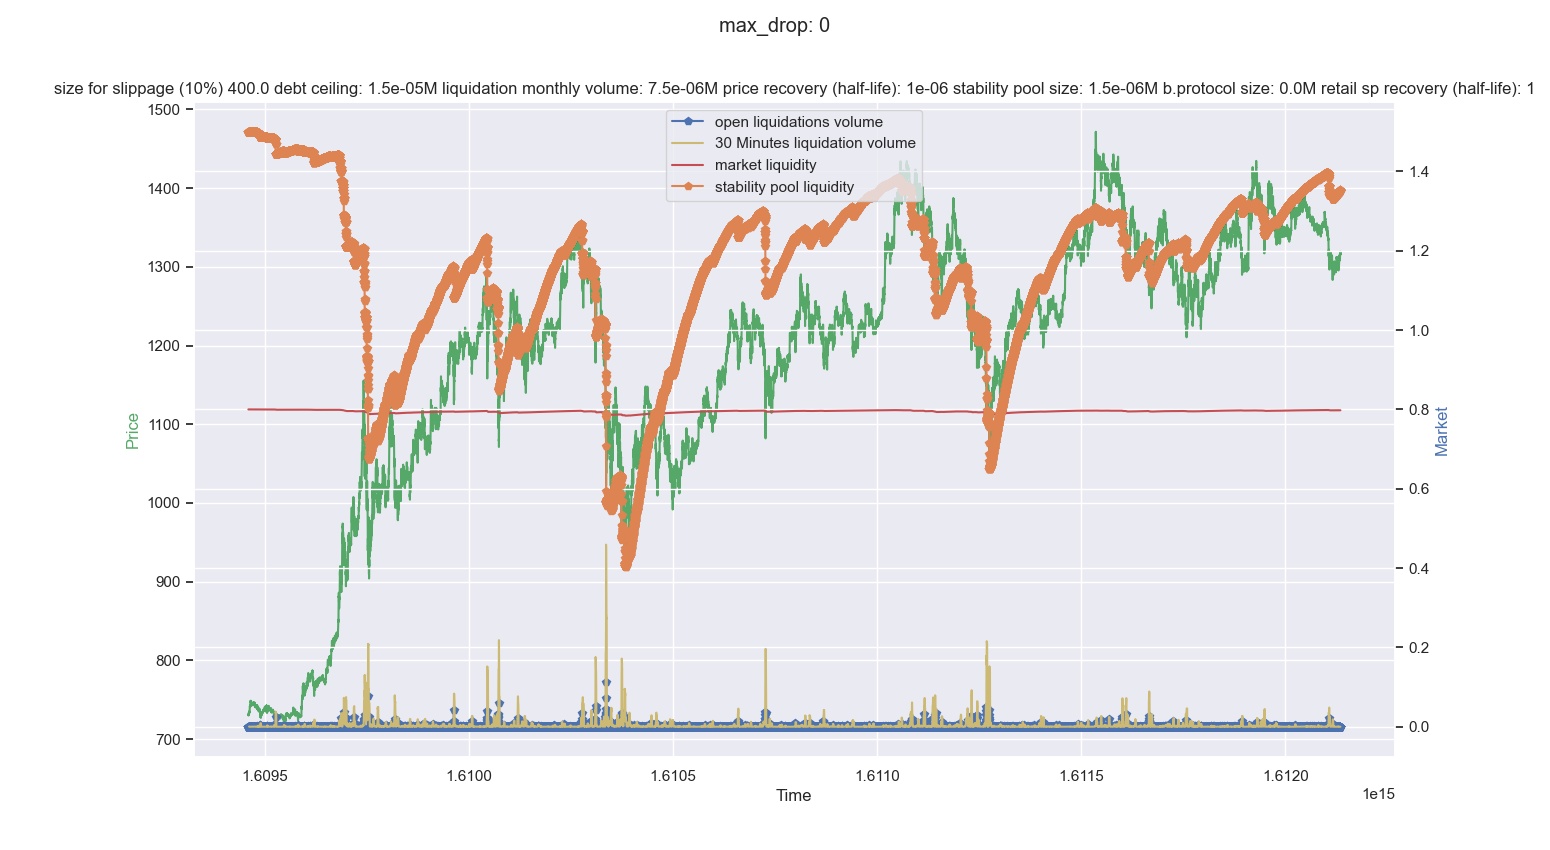 max_drop: 0
size for slippage (10%) 400.0 debt ceiling: 1.5e-05M liquidation monthly volume: 7.5e-06M price recovery (half-life): 1e-06 stability pool size: 1.5e-06M b.protocol size: 0.0M retail sp recovery (half-life): 1
open liquidations volume
30 Minutes liquidation volume
market liquidity
stability pool liquidity
1500
1400
1300
1200
1100
1000
900
800
700
Price
1.4
1.2
1.0
0.8
0.6
0.4
0.2
0.0
Market
1.6095 1.6100 1.6105 1.6110 1.6115 1.6120
Time
1e15